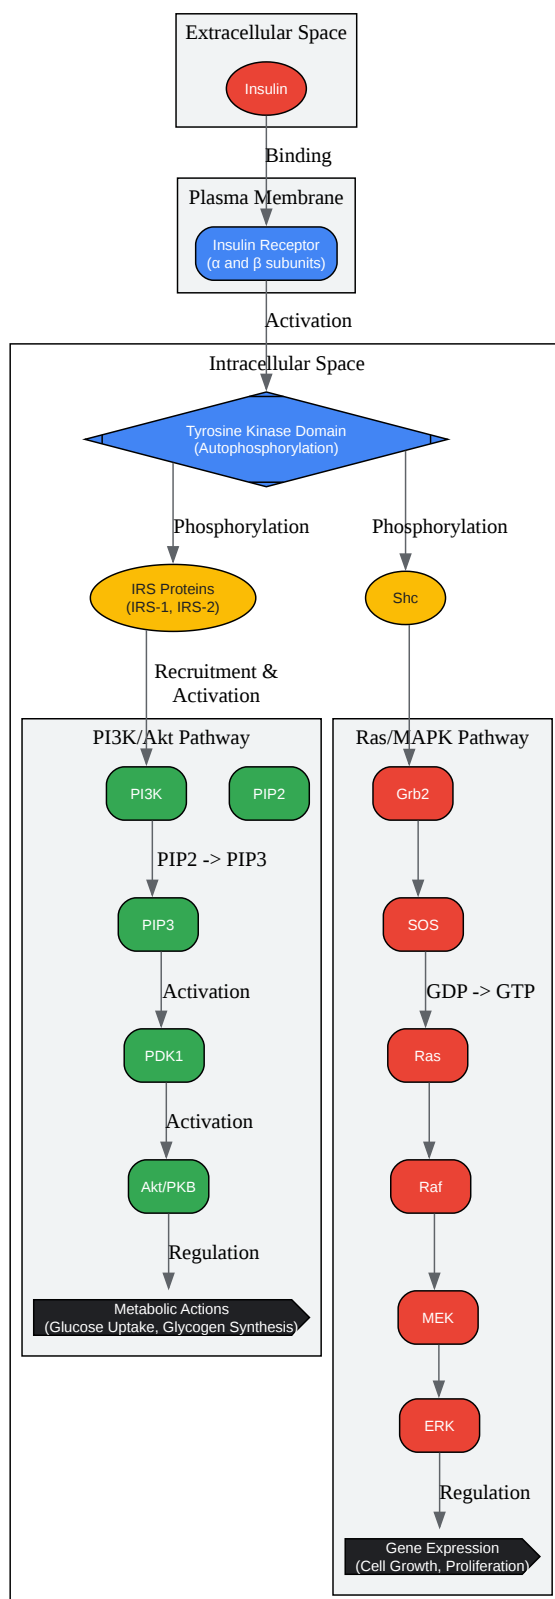 Extracellular Space
Insulin
Binding
Plasma Membrane
Insulin Receptor
(α and β subunits)
Activation
Intracellular Space
Tyrosine Kinase Domain
(Autophosphorylation)
Phosphorylation
Phosphorylation
IRS Proteins
(IRS-1, IRS-2)
Shc
Recruitment &
Activation
PI3K/Akt Pathway
PI3K
PIP2
PIP2 -> PIP3
PIP3
Activation
PDK1
Activation
Akt/PKB
Regulation
Metabolic Actions
(Glucose Uptake, Glycogen Synthesis)
Ras/MAPK Pathway
Grb2
SOS
GDP -> GTP
Ras
Raf
MEK
ERK
Regulation
Gene Expression
(Cell Growth, Proliferation)